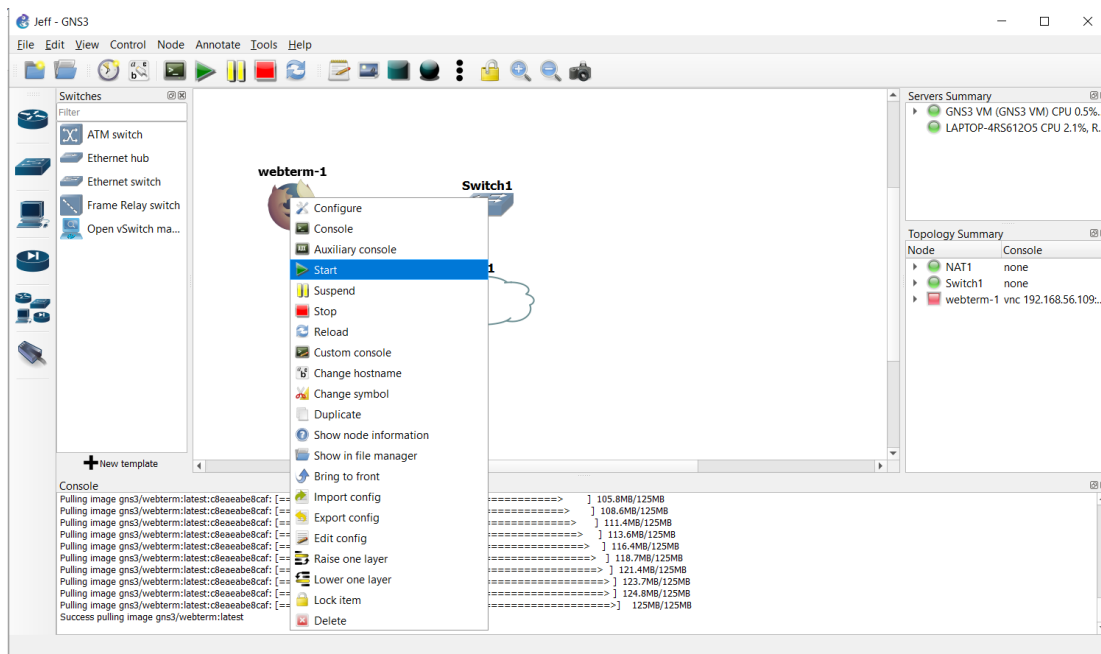 Jeff - GNS3
File Edit View Control Node Annotate Tools Help
Switches
Filter
ATM switch
Ethernet hub
Ethernet switch
Frame Relay switch
Open vSwitch ma...
New template
webterm-1
Switch1
1
Configure
Console
Auxiliary console
Start
Suspend
Stop
Reload
Custom console
Change hostname
Change symbol
Duplicate
Show node information
Show in file manager
Bring to front
Import config
Export config
Edit config
Raise one layer
Lower one layer
Lock item
Delete
Servers Summary
GNS3 VM (GNS3 VM) CPU 0.5%...
LAPTOP-4RS612O5 CPU 2.1%, R...
Topology Summary
Node Console
NAT1 none
Switch1 none
webterm-1 vnc 192.168.56.109:...
Console
Pulling image gns3/webterm:latest:c8eaeabe8caf: [== ===========> ] 105.8MB/125MB
Pulling image gns3/webterm:latest:c8eaeabe8caf: [== ============> ] 108.6MB/125MB
Pulling image gns3/webterm:latest:c8eaeabe8caf: [== =============> ] 111.4MB/125MB
Pulling image gns3/webterm:latest:c8eaeabe8caf: [== ==============> ] 113.6MB/125MB
Pulling image gns3/webterm:latest:c8eaeabe8caf: [== ===============> ] 116.4MB/125MB
Pulling image gns3/webterm:latest:c8eaeabe8caf: [== ================> ] 118.7MB/125MB
Pulling image gns3/webterm:latest:c8eaeabe8caf: [== =================> ] 121.4MB/125MB
Pulling image gns3/webterm:latest:c8eaeabe8caf: [== ==================> ] 123.7MB/125MB
Pulling image gns3/webterm:latest:c8eaeabe8caf: [== ==================> ] 124.8MB/125MB
Pulling image gns3/webterm:latest:c8eaeabe8caf: [== ===================>] 125MB/125MB
Success pulling image gns3/webterm:latest